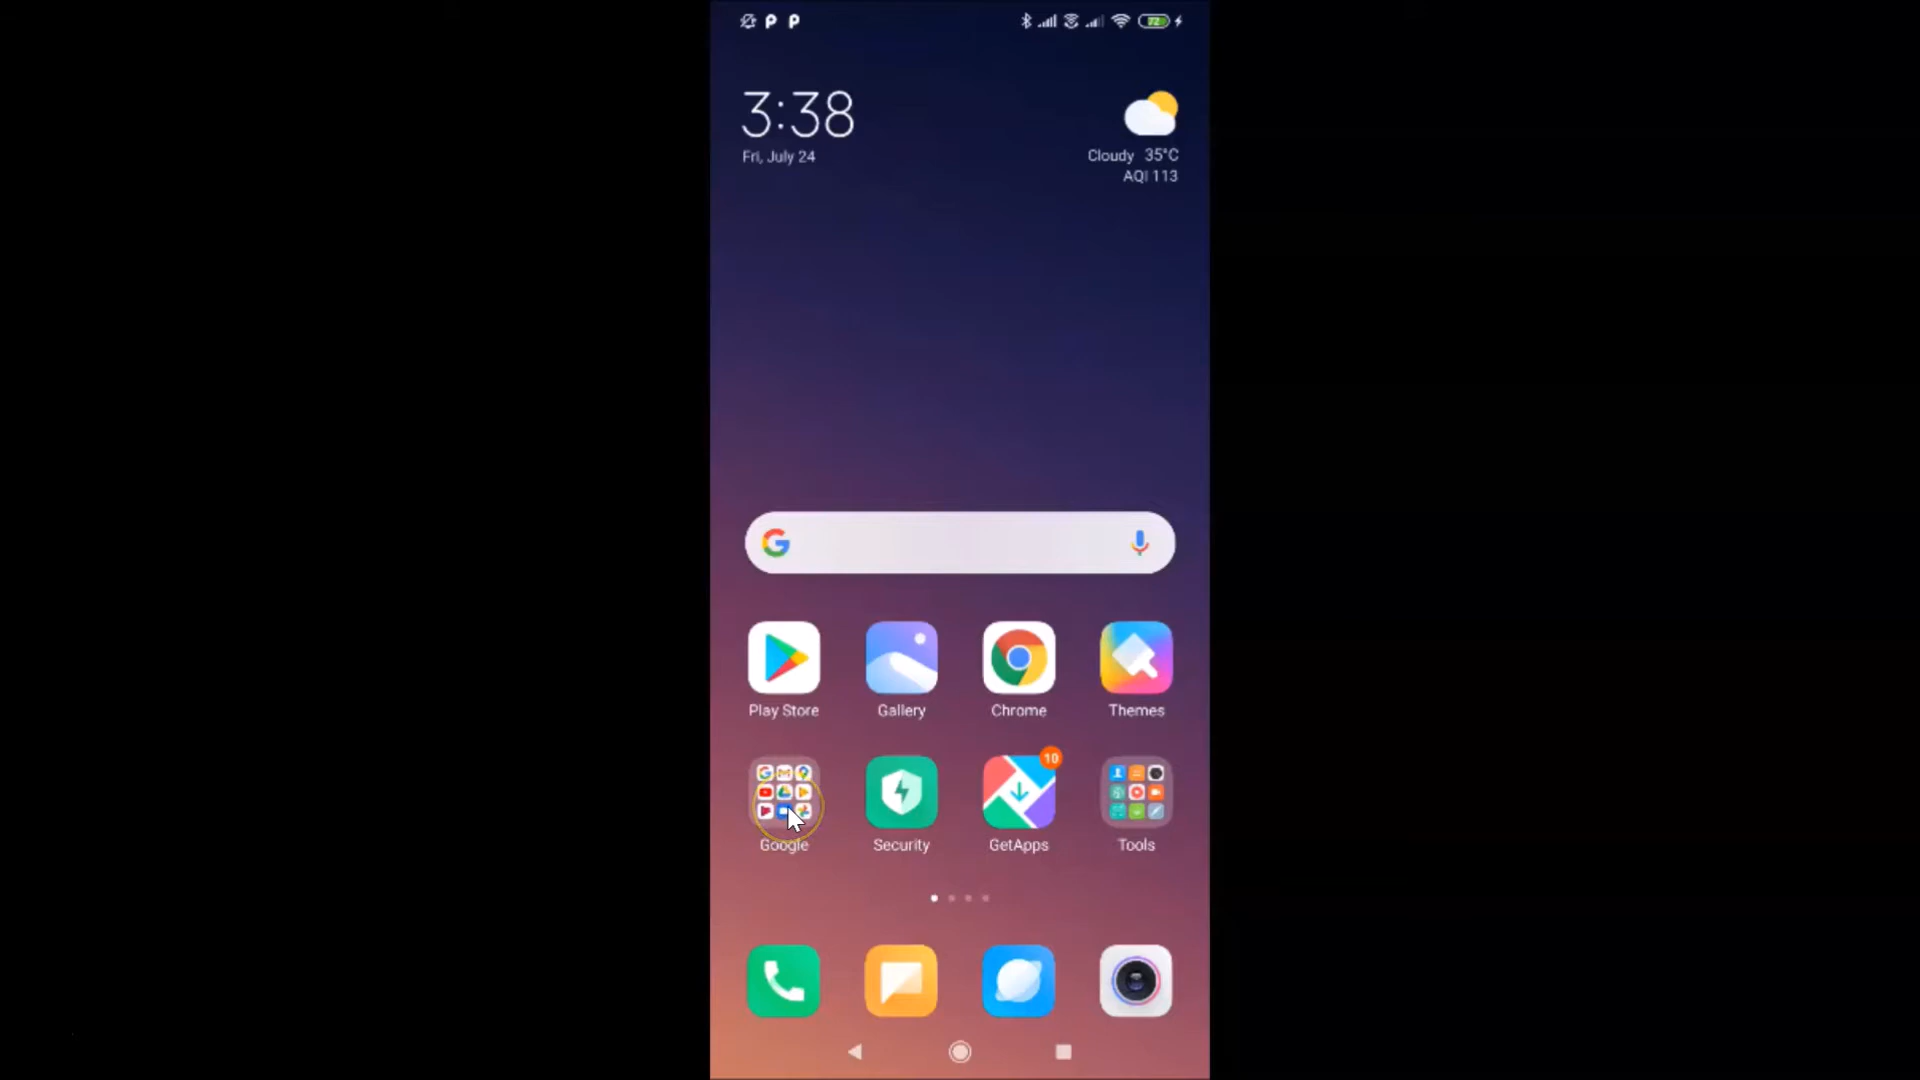 72
3:38
Fri, July 24
Cloudy 35°C
AQI 113
Play Store Gallery Chrome Themes
10
Google Security GetApps Tools